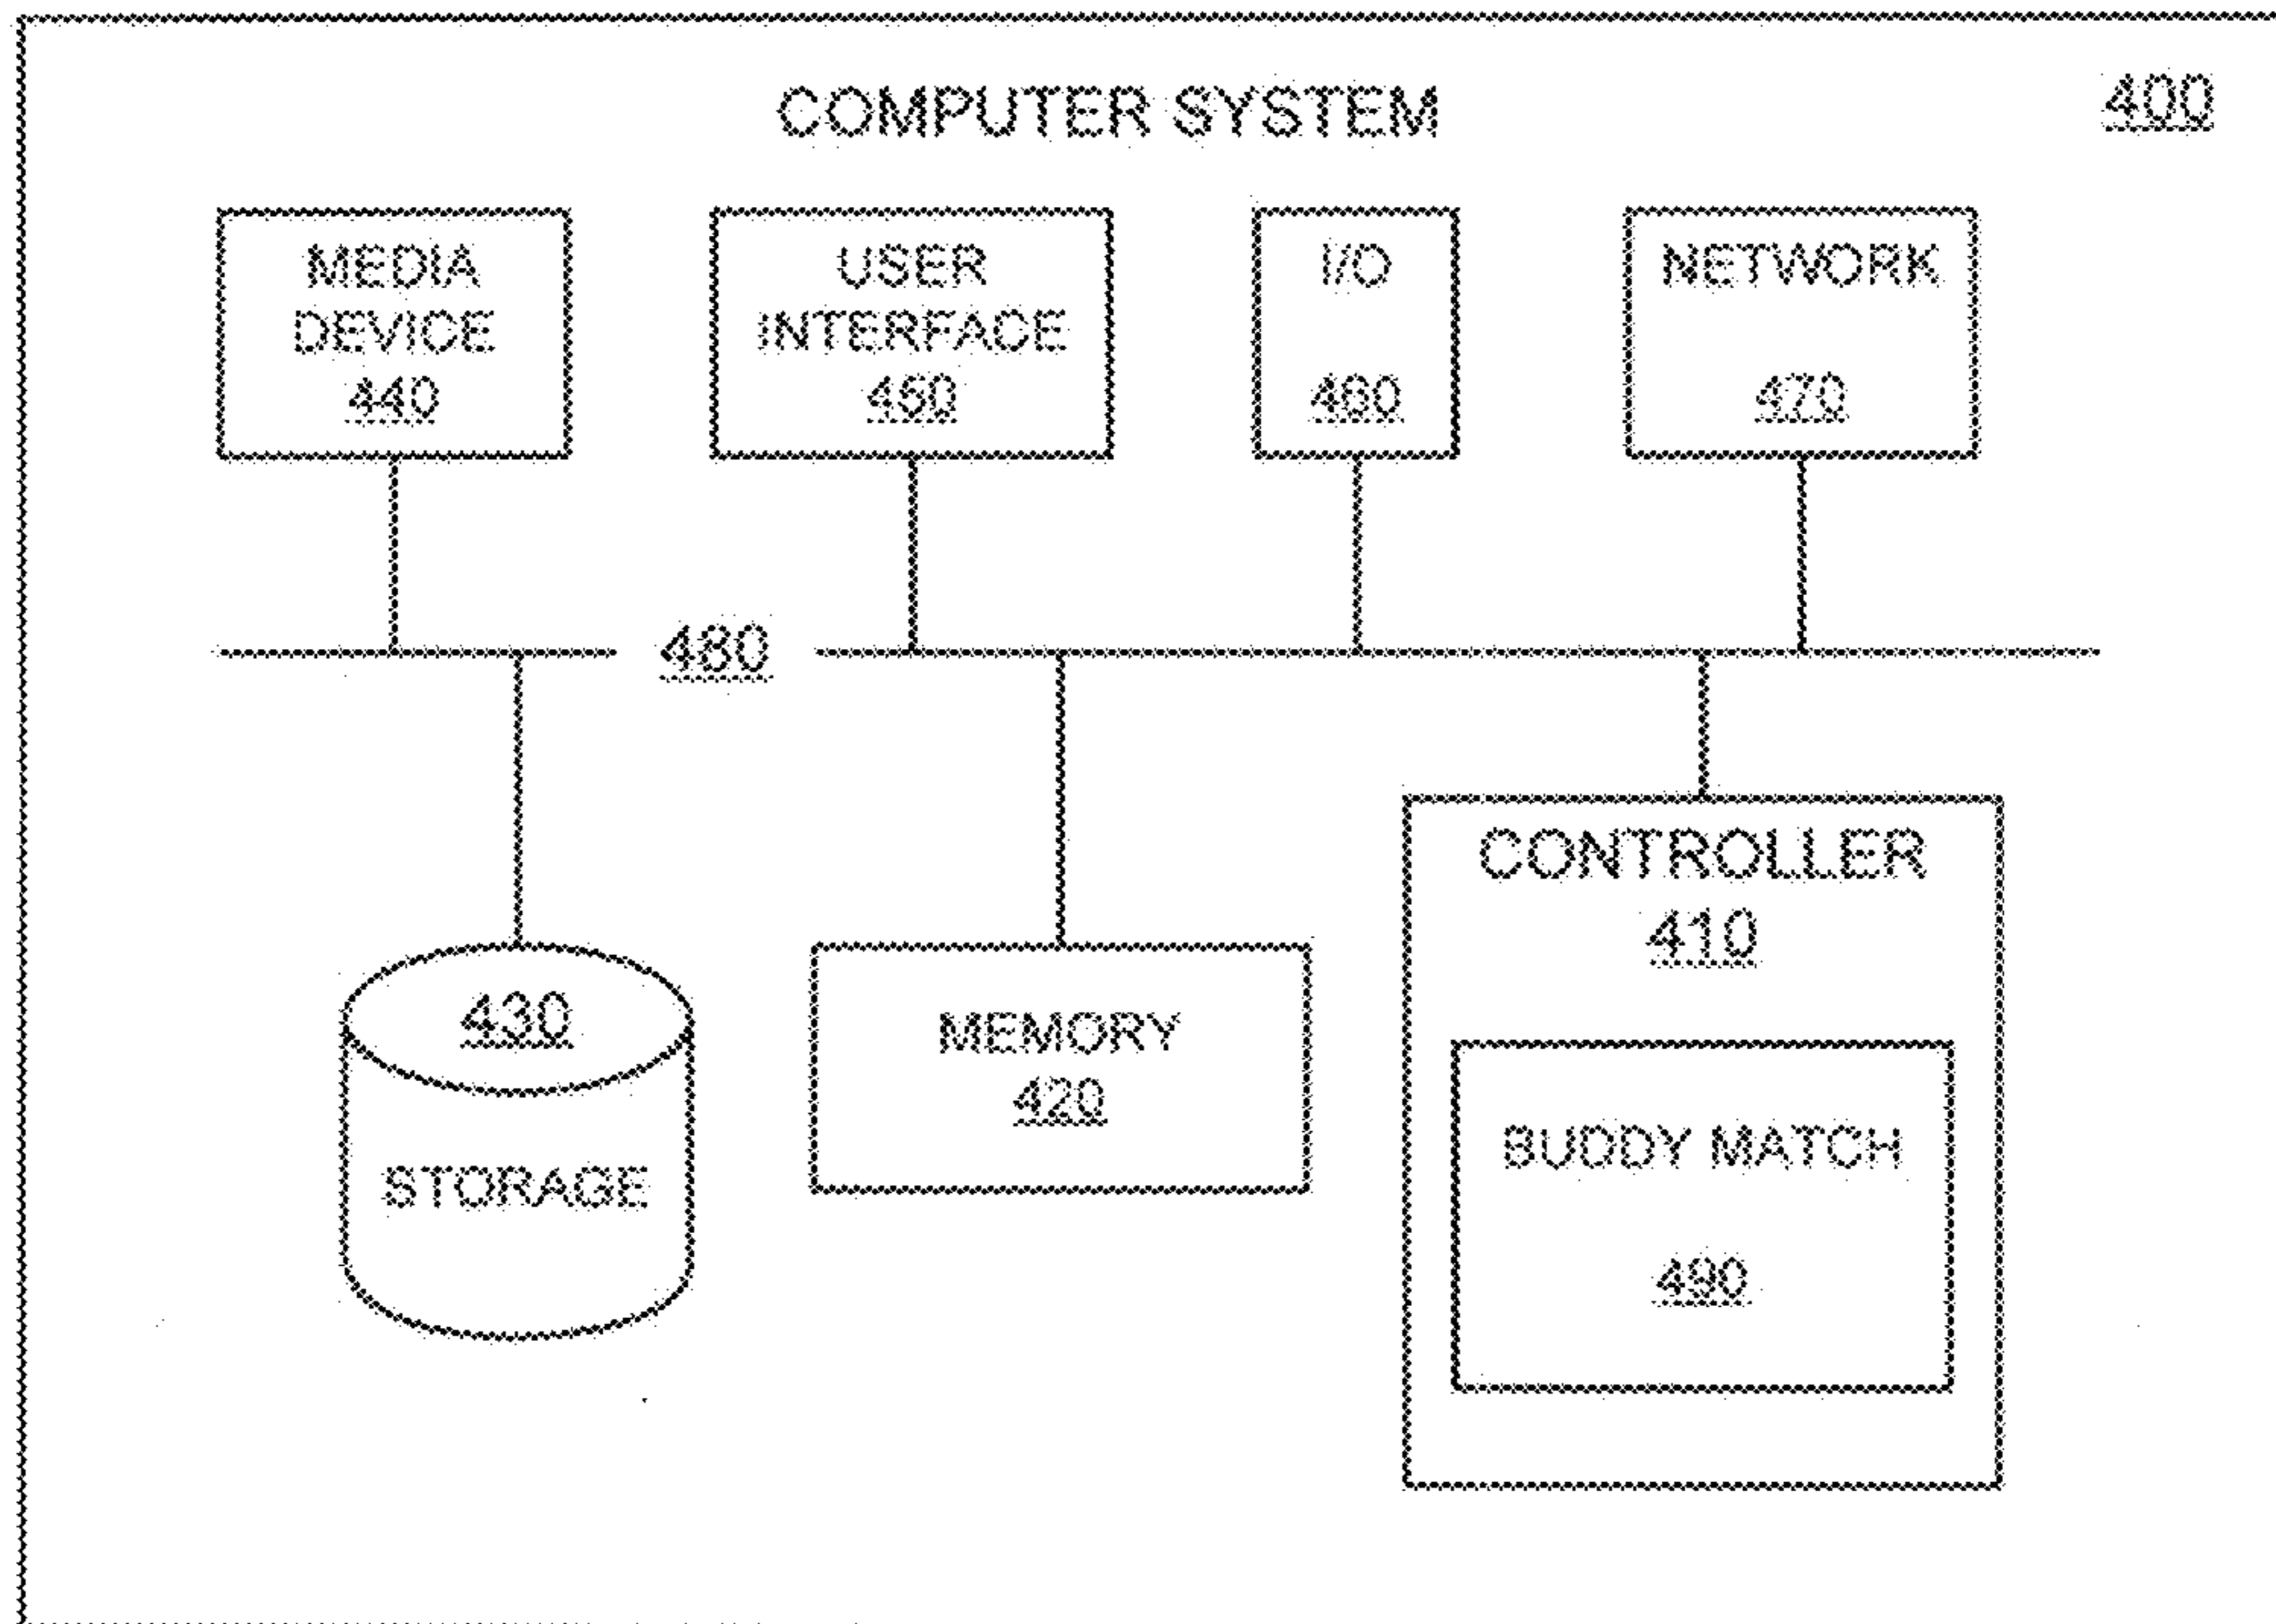 COMPUTER SYSTEM
400
MEDIA
DEVICE
440
USER
INTERFACE
450
I/O
460
NETWORK
470
480
CONTROLLER
410
430
STORAGE
MEMORY
420
BUDDY MATCH
490